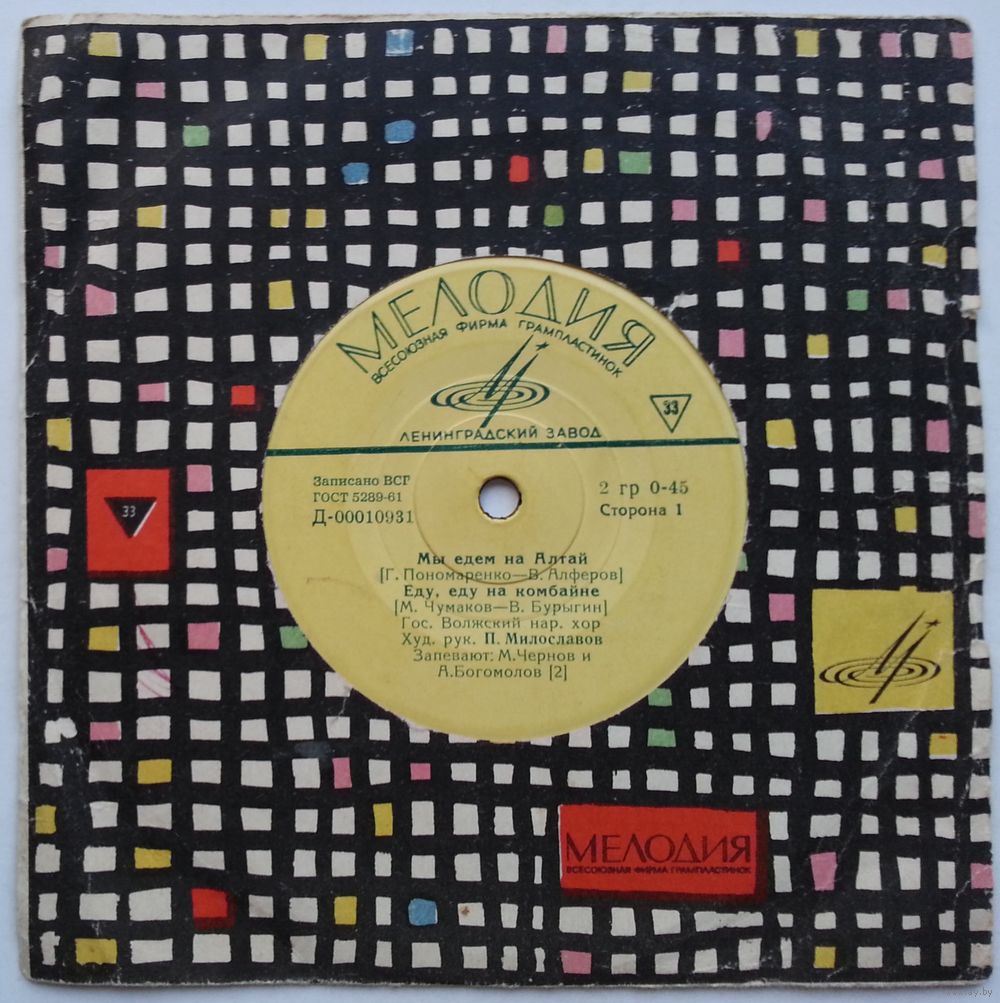 МЕЛОДИЯ
ВСЕСОЮЗНАЯ ФИРМА ГРАМПЛАСТИНОК
33
ЛЕНИНГРАДСКИЙ ЗАВОД
Записано ВСГ
ГОСТ 5289-61
Д-00010931
2 гр 0-45
Сторона 1
Мы едем на Алтай
[Г. Пономаренко—В. Алферов]
Еду, еду на комбайне
[М. Чумаков—В. Бурыгин]
Гос. Волжский нар. хор
Худ. рук. П. Милославов
Запевают: М.Чернов и
А.Богомолов [2]
33
МЕЛОДИЯ
ВСЕСОЮЗНАЯ ФИРМА ГРАМПЛАСТИНОК